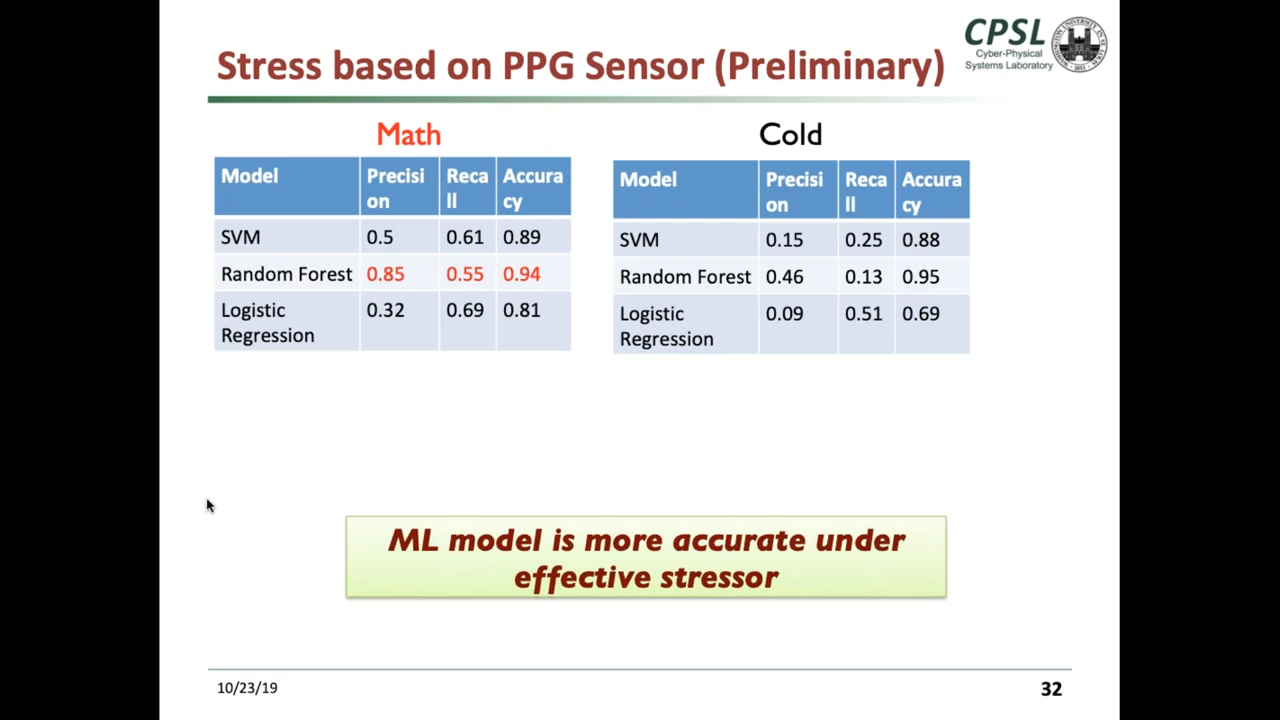 CPSL
Cyber-Physical
Systems Laboratory
Stress based on PPG Sensor (Preliminary)
Math
Model Precisi on Reca ll Accura cy
SVM 0.5 0.61 0.89
Random Forest 0.85 0.55 0.94
Logistic Regression 0.32 0.69 0.81
Cold
Model Precisi on Reca ll Accura cy
SVM 0.15 0.25 0.88
Random Forest 0.46 0.13 0.95
Logistic Regression 0.09 0.51 0.69
ML model is more accurate under
effective stressor
10/23/19
32